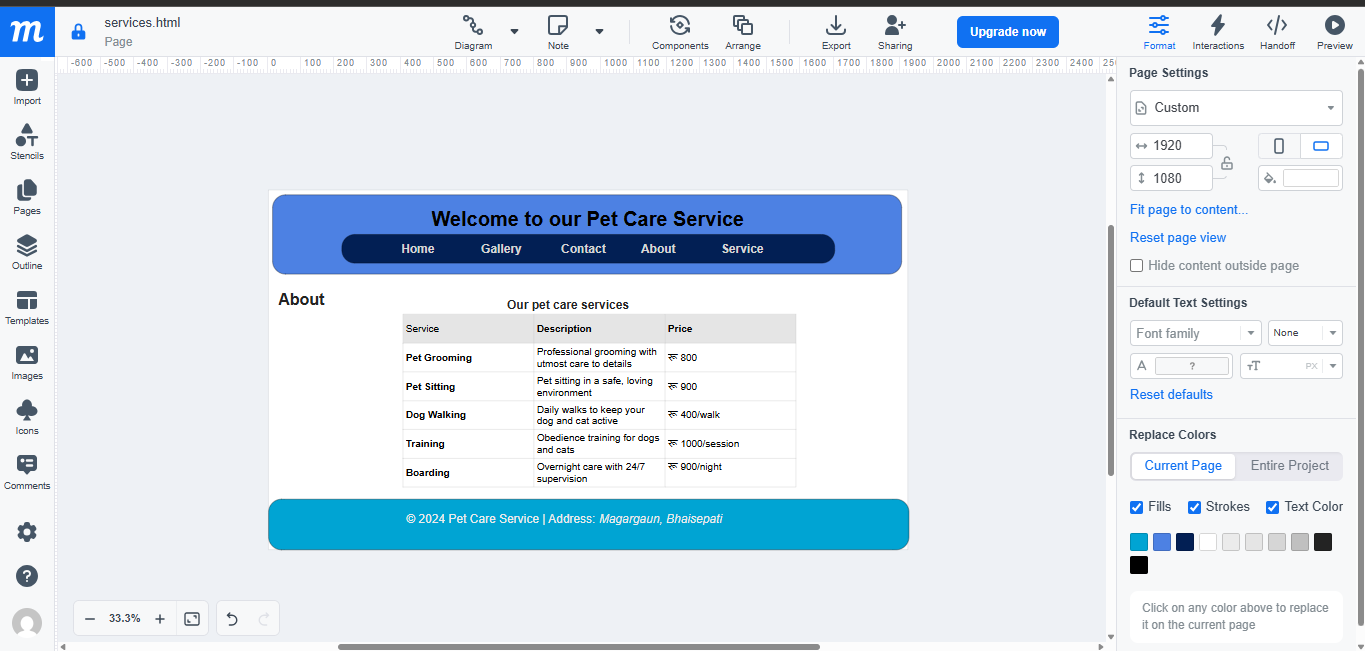 m
services.html
Page
Diagram
Note
Components
Arrange
Export
Sharing
Upgrade now
Format
Interactions
Handoff
Preview
-600 -500 -400 -300 -200 -100 0 100 200 300 400 500 600 700 800 900 1000 1100 1200 1300 1400 1500 1600 1700 1800 1900 2000 2100 2200 2300 2400
Import
Stencils
Pages
Outline
Templates
Images
Icons
Comments
Welcome to our Pet Care Service
Home Gallery Contact About Service
About
Our pet care services
Service Description Price
Pet Grooming Professional grooming with utmost care to details रू 800
Pet Sitting Pet sitting in a safe, loving environment रू 900
Dog Walking Daily walks to keep your dog and cat active रू 400/walk
Training Obedience training for dogs and cats रू 1000/session
Boarding Overnight care with 24/7 supervision रू 900/night
© 2024 Pet Care Service | Address: Magargaun, Bhaisepati
33.3%
Page Settings
Custom
1920
1080
Fit page to content...
Reset page view
Hide content outside page
Default Text Settings
Font family
None
A ?
TT PX
Reset defaults
Replace Colors
Current Page Entire Project
Fills Strokes Text Color
Click on any color above to replace
it on the current page